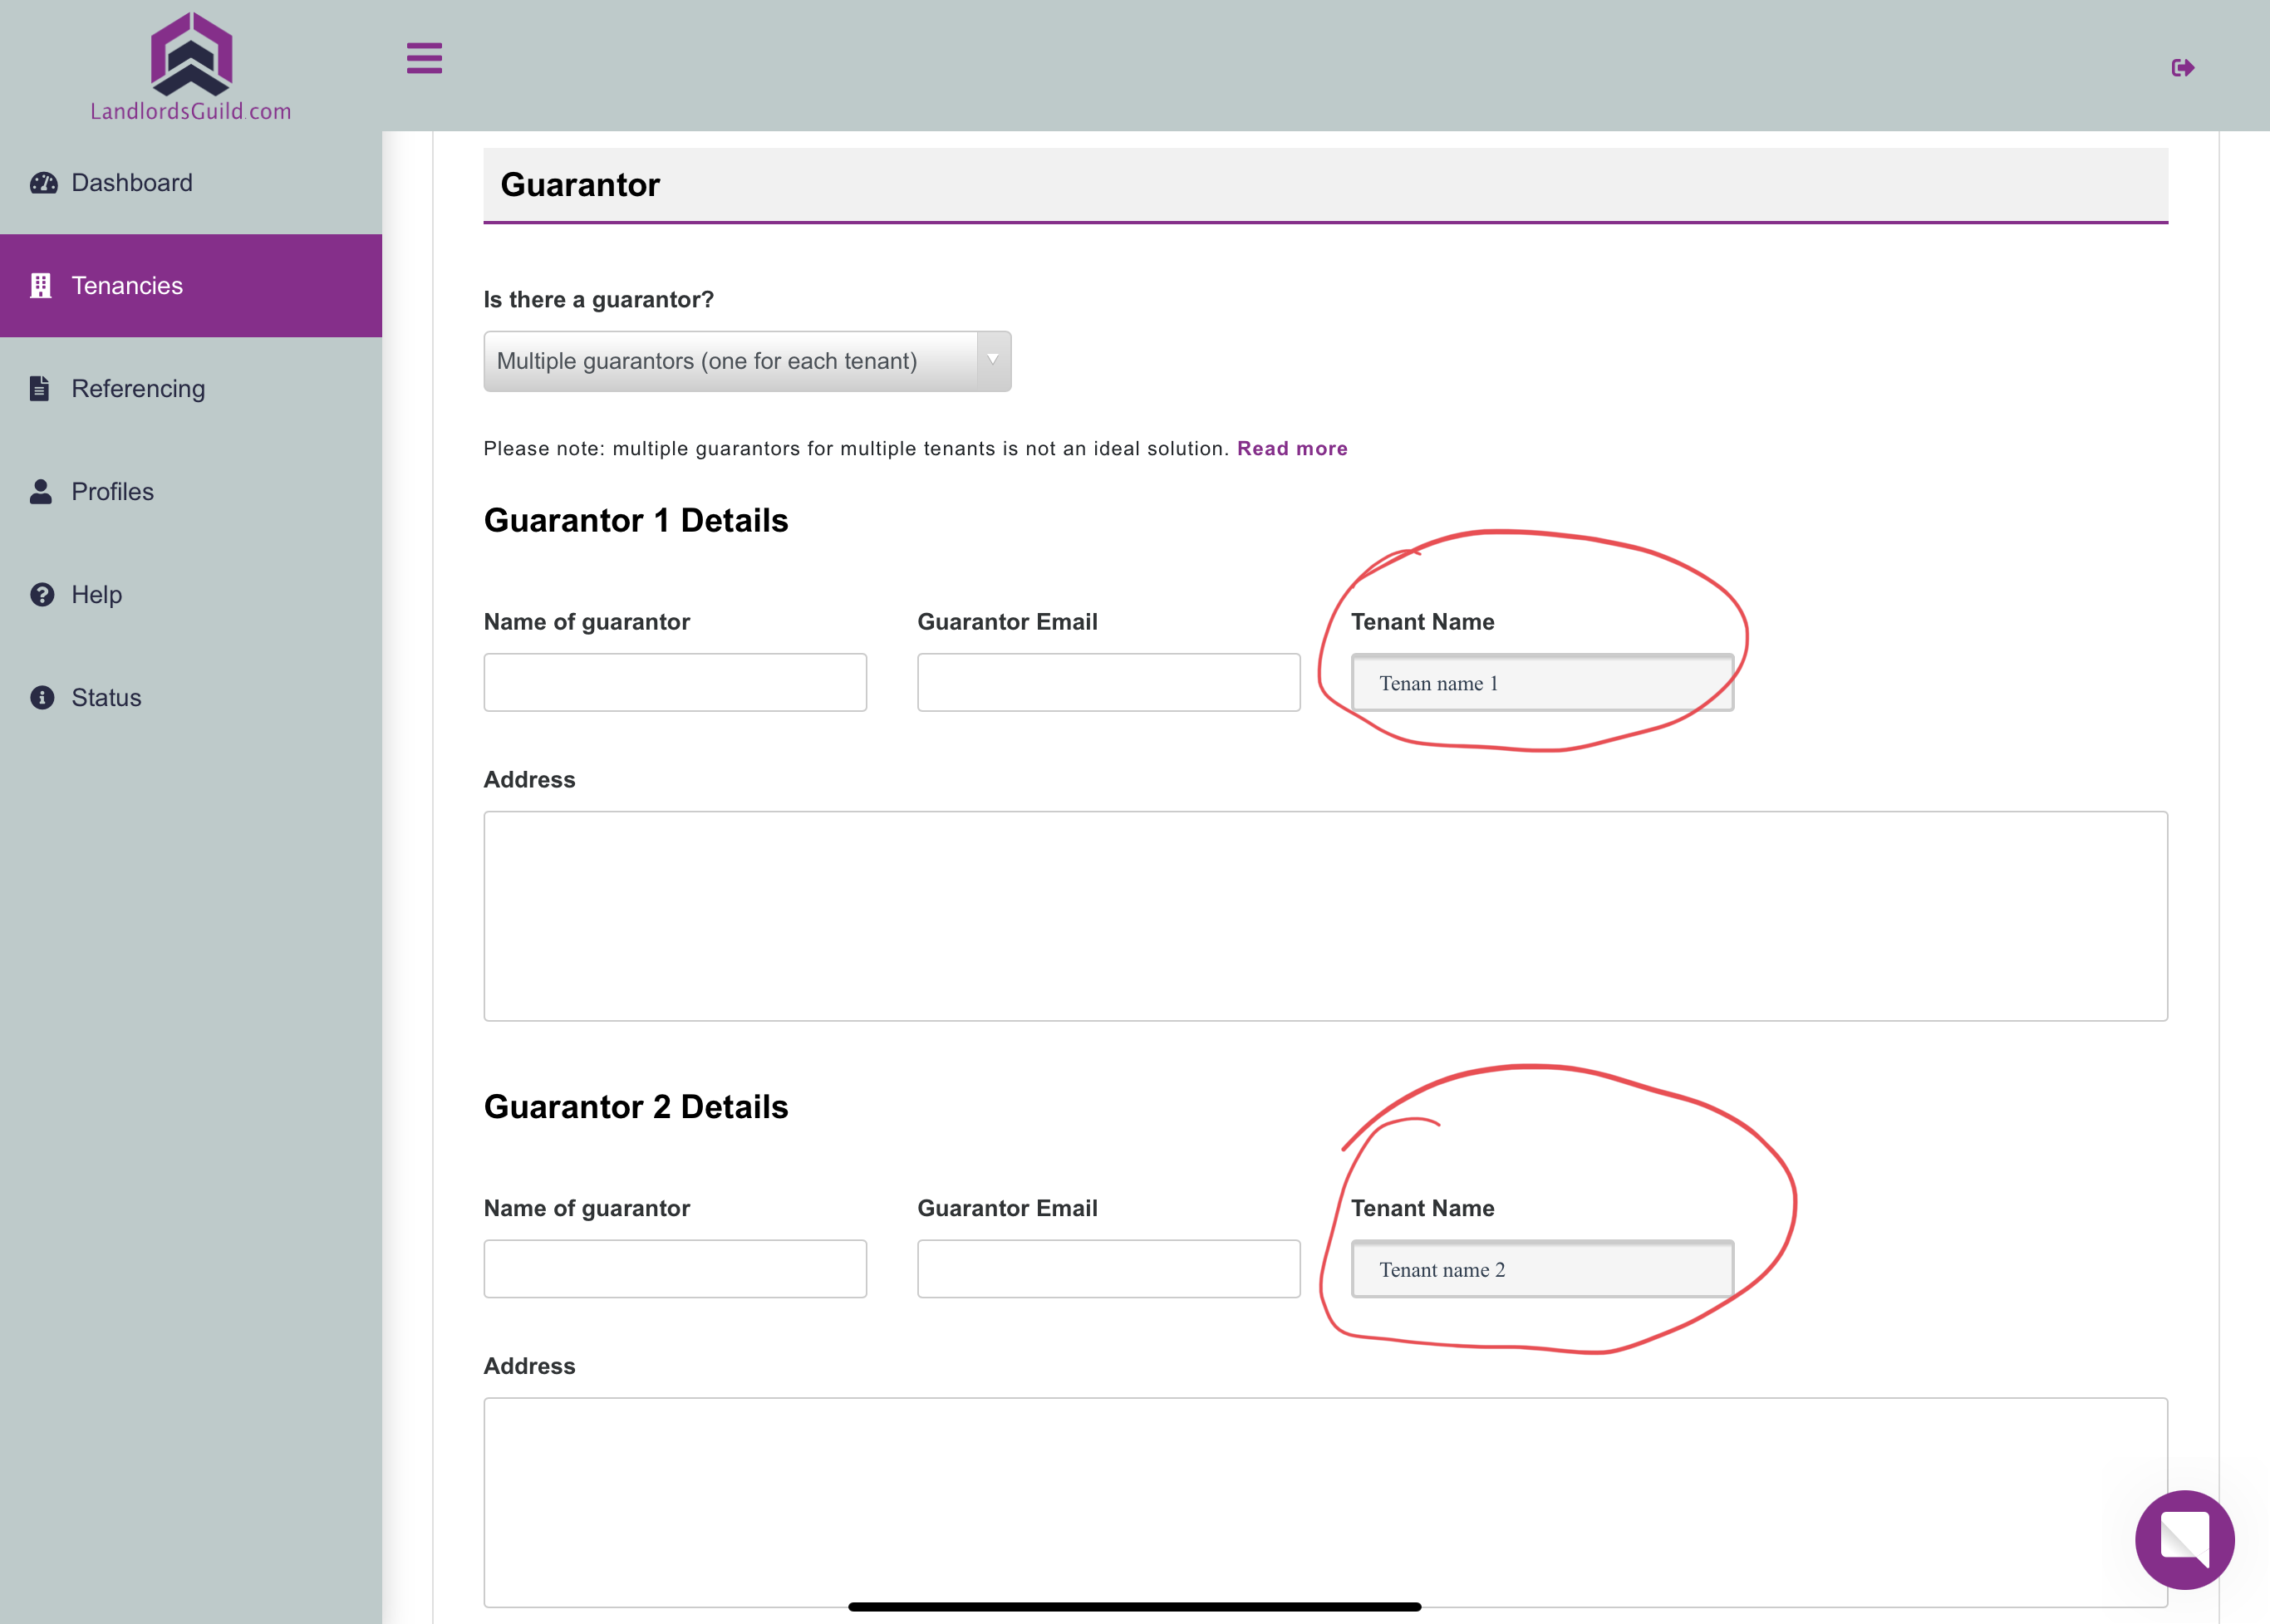 LandlordsGuild.com
Dashboard
Tenancies
Referencing
Profiles
Help
Status
Guarantor
Is there a guarantor?
Multiple guarantors (one for each tenant)
Please note: multiple guarantors for multiple tenants is not an ideal solution. Read more
Guarantor 1 Details
Name of guarantor Guarantor Email Tenant Name
Tenan name 1
Address
Guarantor 2 Details
Name of guarantor Guarantor Email Tenant Name
Tenant name 2
Address